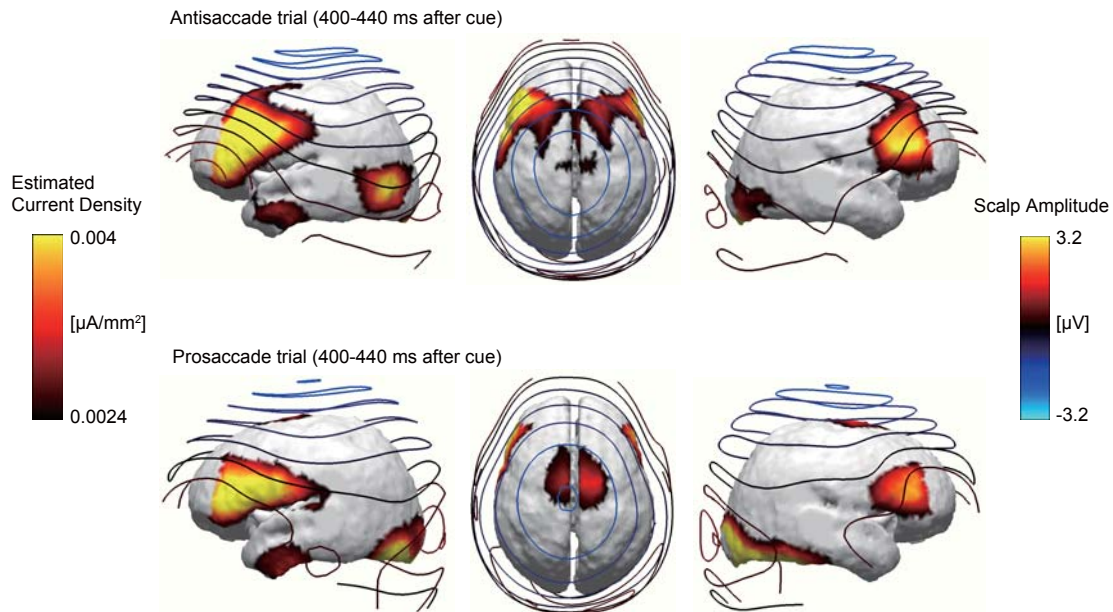 Antisaccade trial (400-440 ms after cue)
Estimated
Current Density
0.004
[µA/mm²]
0.0024
Scalp Amplitude
3.2
[µV]
-3.2
Prosaccade trial (400-440 ms after cue)